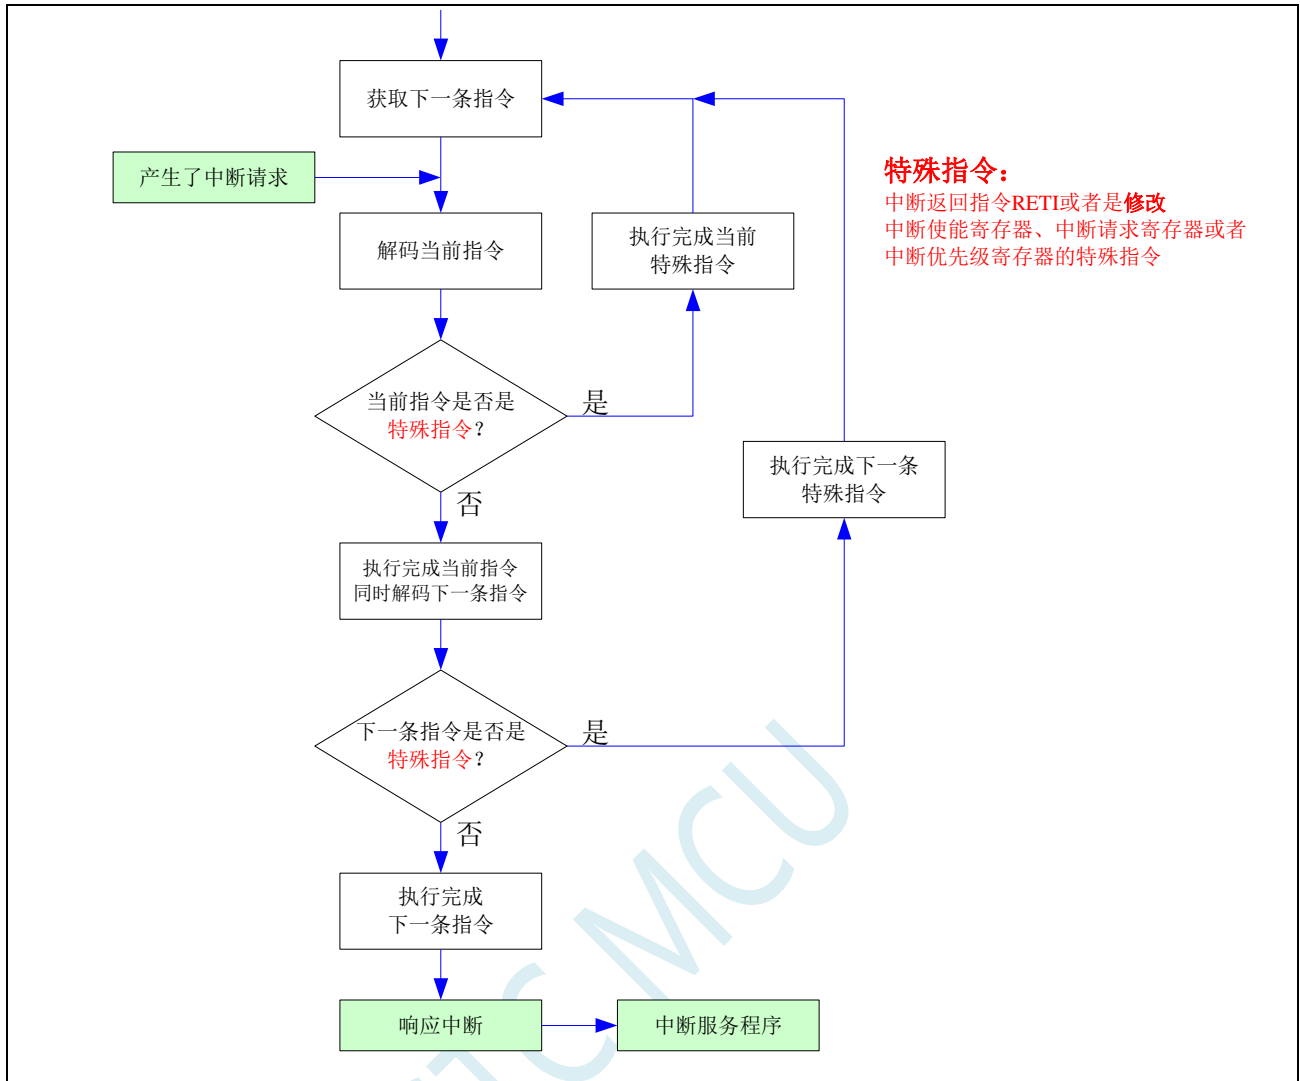 获取下一条指令
产生了中断请求
特殊指令：
中断返回指令RETI或者是修改
中断使能寄存器、中断请求寄存器或者
中断优先级寄存器的特殊指令
解码当前指令
执行完成当前
特殊指令
当前指令是否是
特殊指令？
是
否
执行完成下一条
特殊指令
执行完成当前指令
同时解码下一条指令
下一条指令是否是
特殊指令？
是
否
执行完成
下一条指令
响应中断
中断服务程序
STC MCU